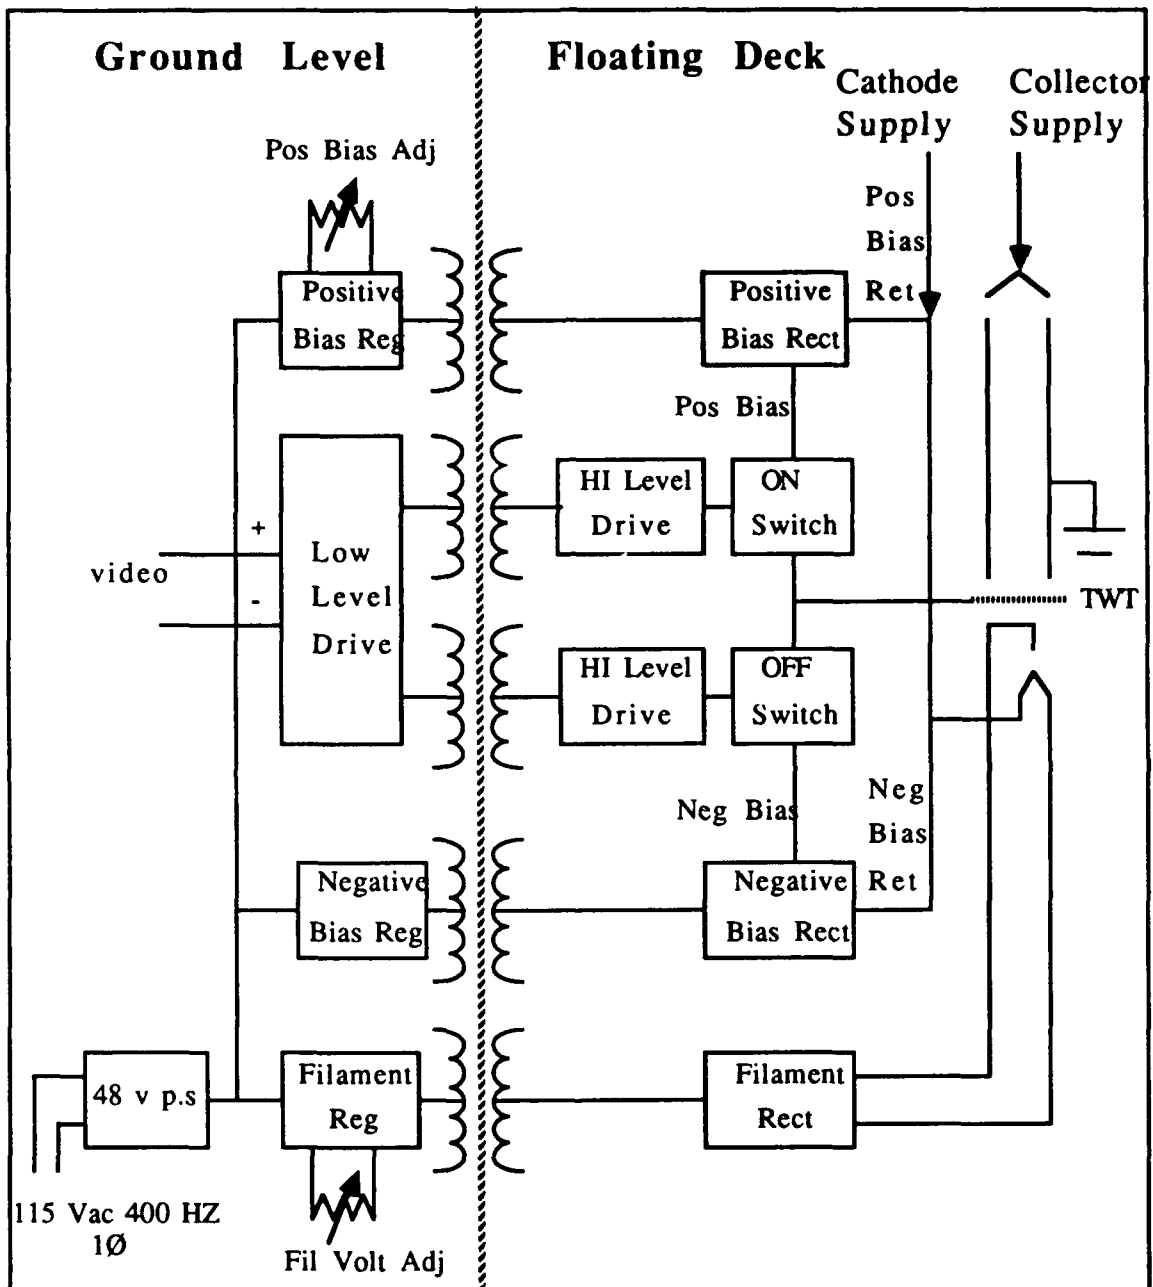 Ground Level
Floating Deck
Cathode
Supply
Collector
Supply
Pos Bias Adj
Pos
Bias
Ret
Positive
Bias Reg
Positive
Bias Rect
Pos Bias
HI Level
Drive
ON
Switch
+
video
-
Low
Level
Drive
TWT
HI Level
Drive
OFF
Switch
Neg Bias
Neg
Bias
Ret
Negative
Bias Reg
Negative
Bias Rect
48 v p.s
Filament
Reg
Filament
Rect
115 Vac 400 HZ
1Ø
Fil Volt Adj